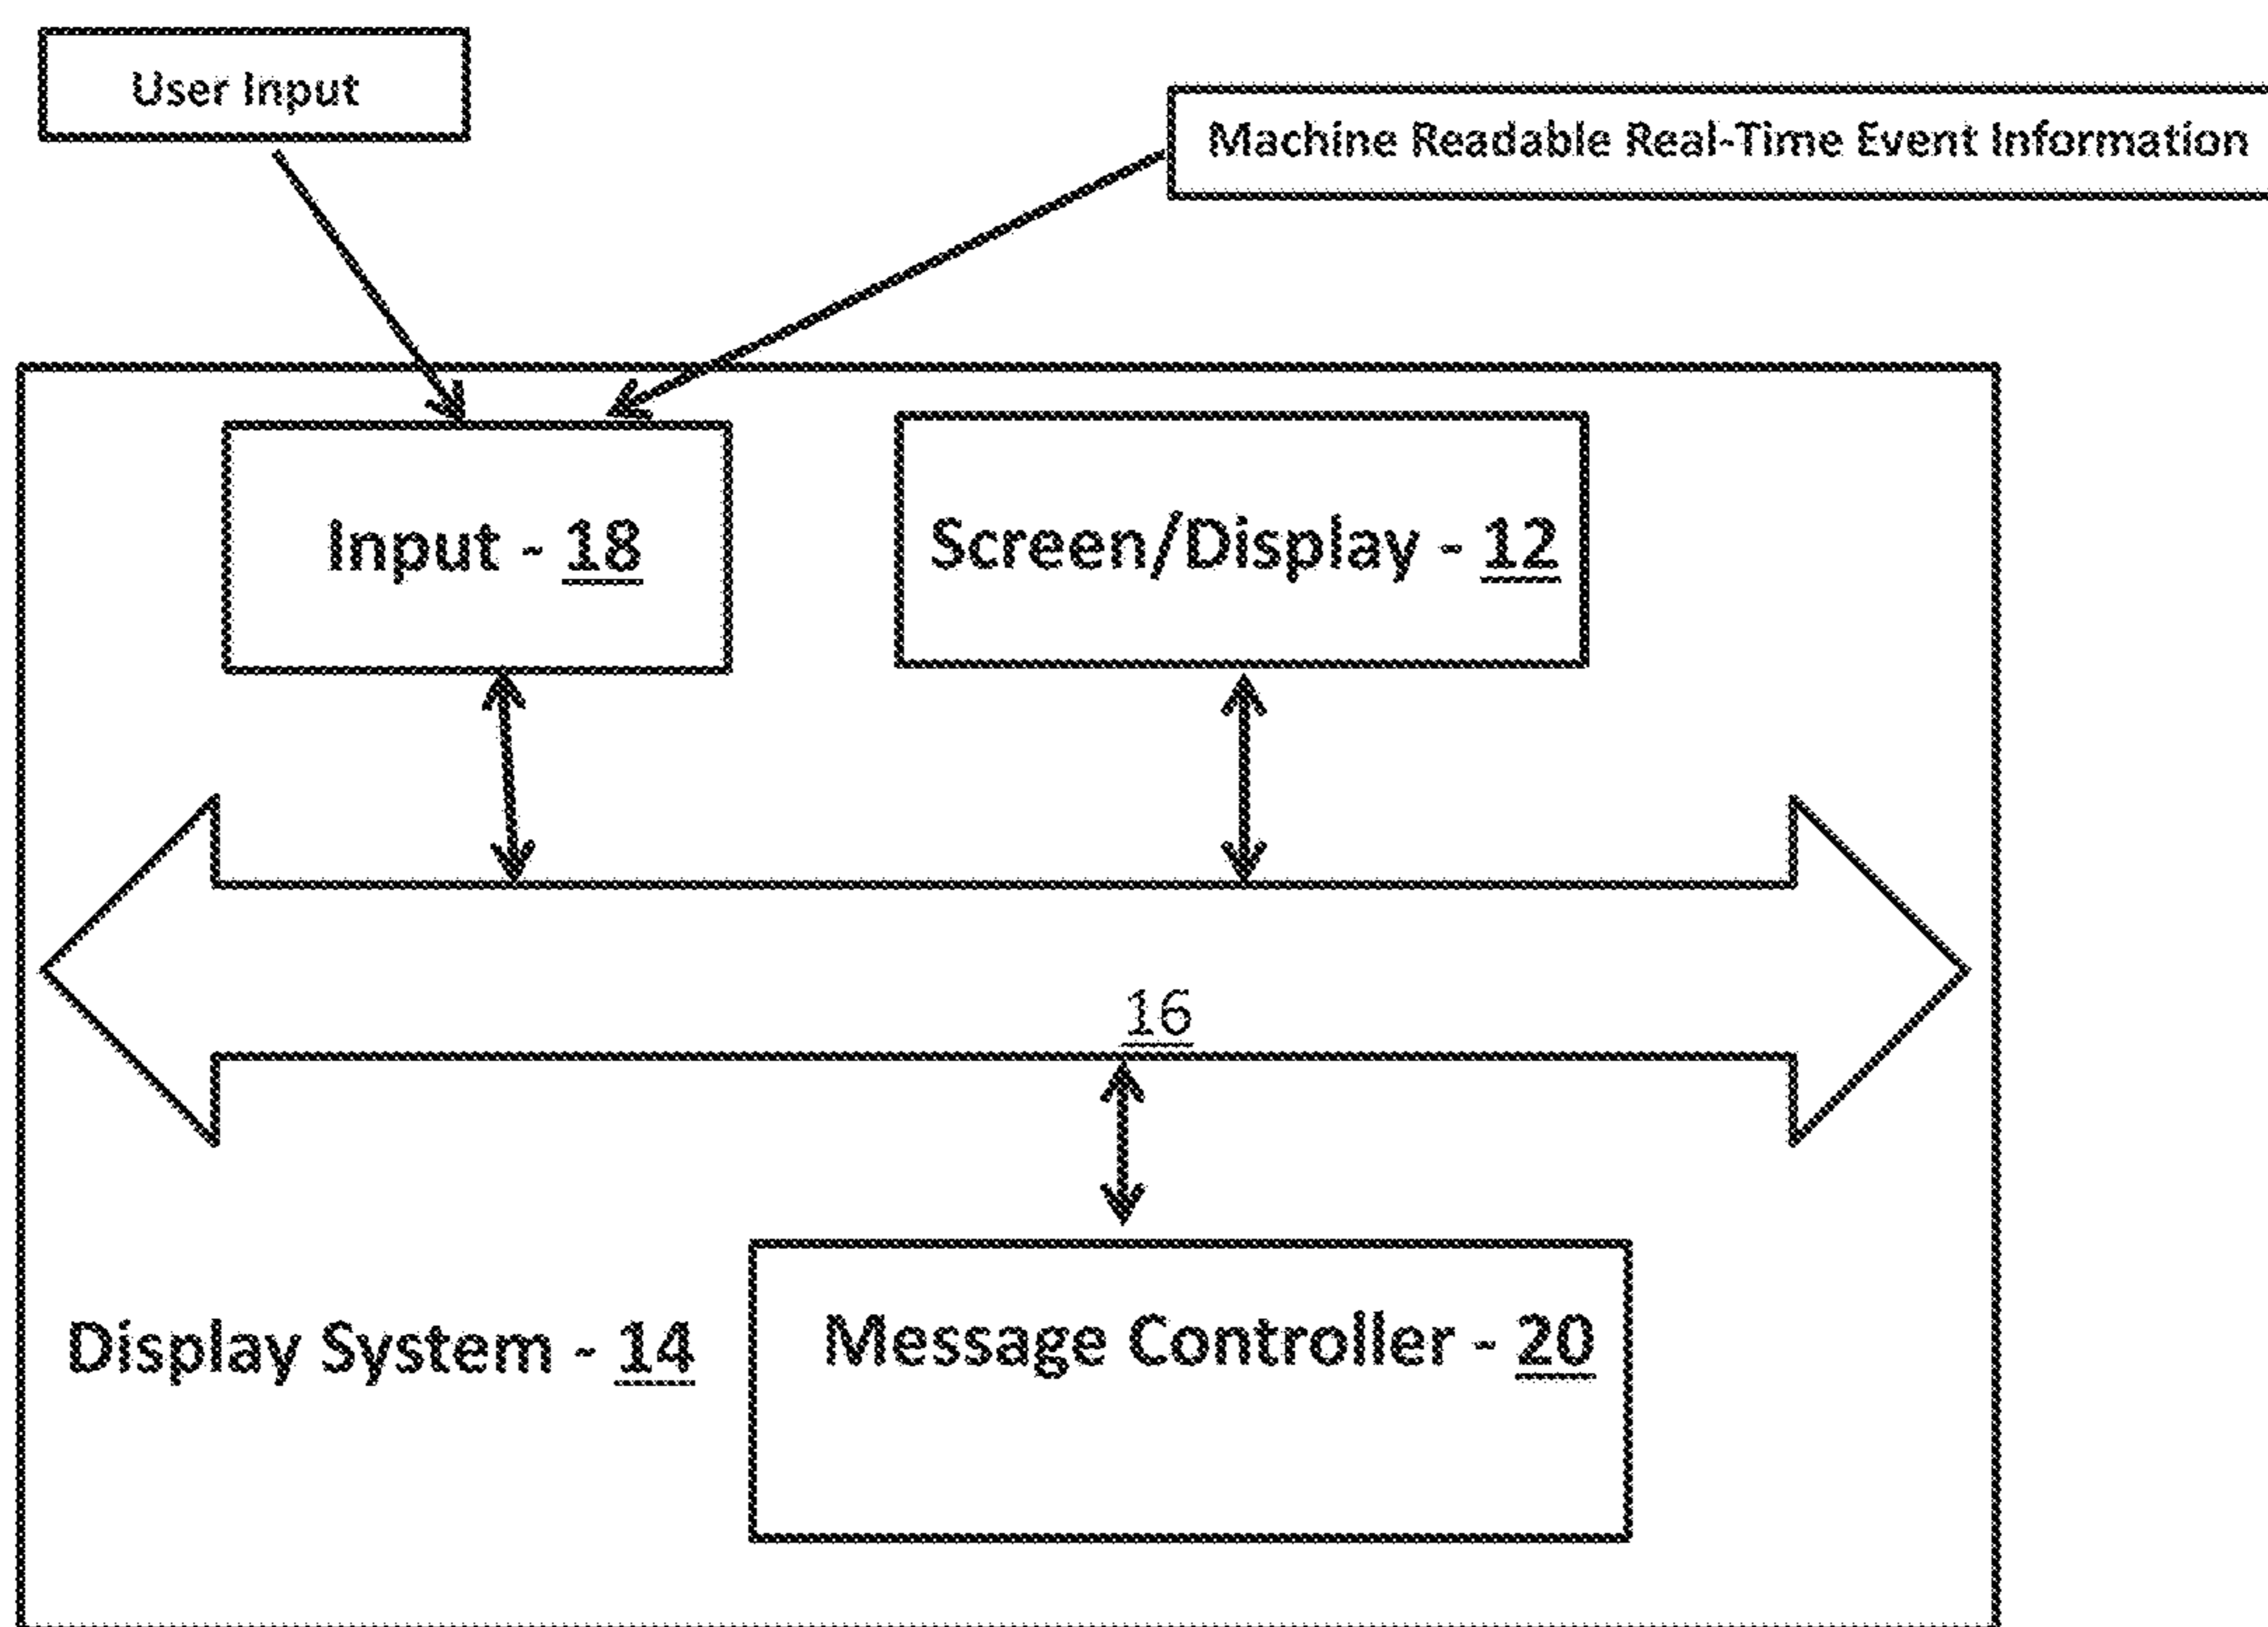 User Input
Machine Readable Real-Time Event Information
Input - 18
Screen/Display - 12
16
Display System - 14
Message Controller - 20